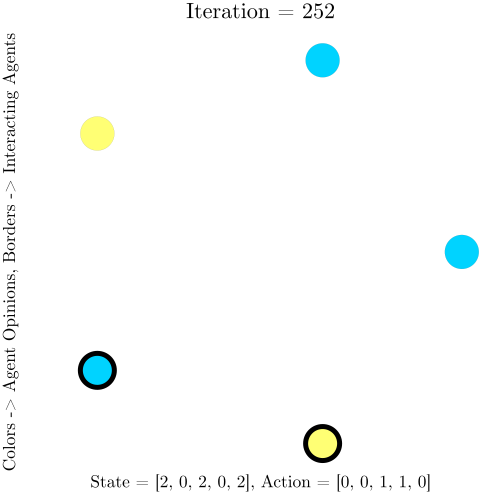 Iteration = 252
Colors -> Agent Opinions, Borders -> Interacting Agents
State = [2, 0, 2, 0, 2], Action = [0, 0, 1, 1, 0]